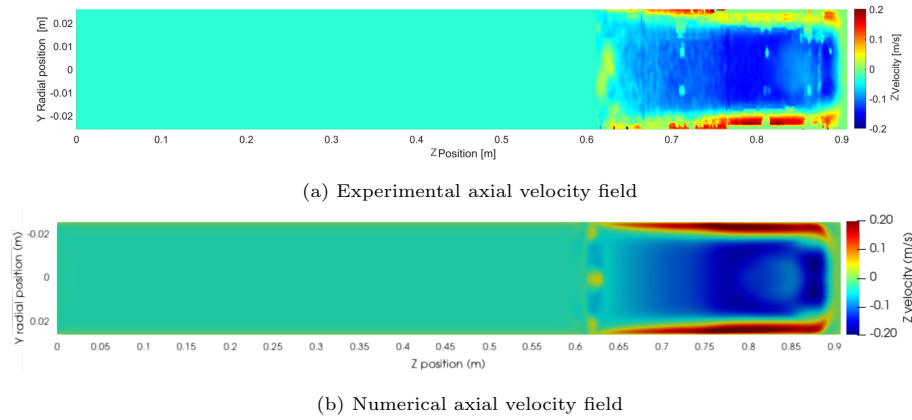 0.02
0.01
0
-0.01
-0.02
Y Radial position [m]
0 0.1 0.2 0.3 0.4 0.5 0.6 0.7 0.8 0.9
Z Position [m]
0.2
0.1
0
-0.1
-0.2
Z Velocity [m/s]
(a) Experimental axial velocity field
-0.02
0
0.02
Y radial position (m)
0 0.05 0.1 0.15 0.2 0.25 0.3 0.35 0.4 0.45 0.5 0.55 0.6 0.65 0.7 0.75 0.8 0.85 0.9
Z position (m)
0.20
0.1
0
-0.1
-0.20
Z velocity (m/s)
(b) Numerical axial velocity field